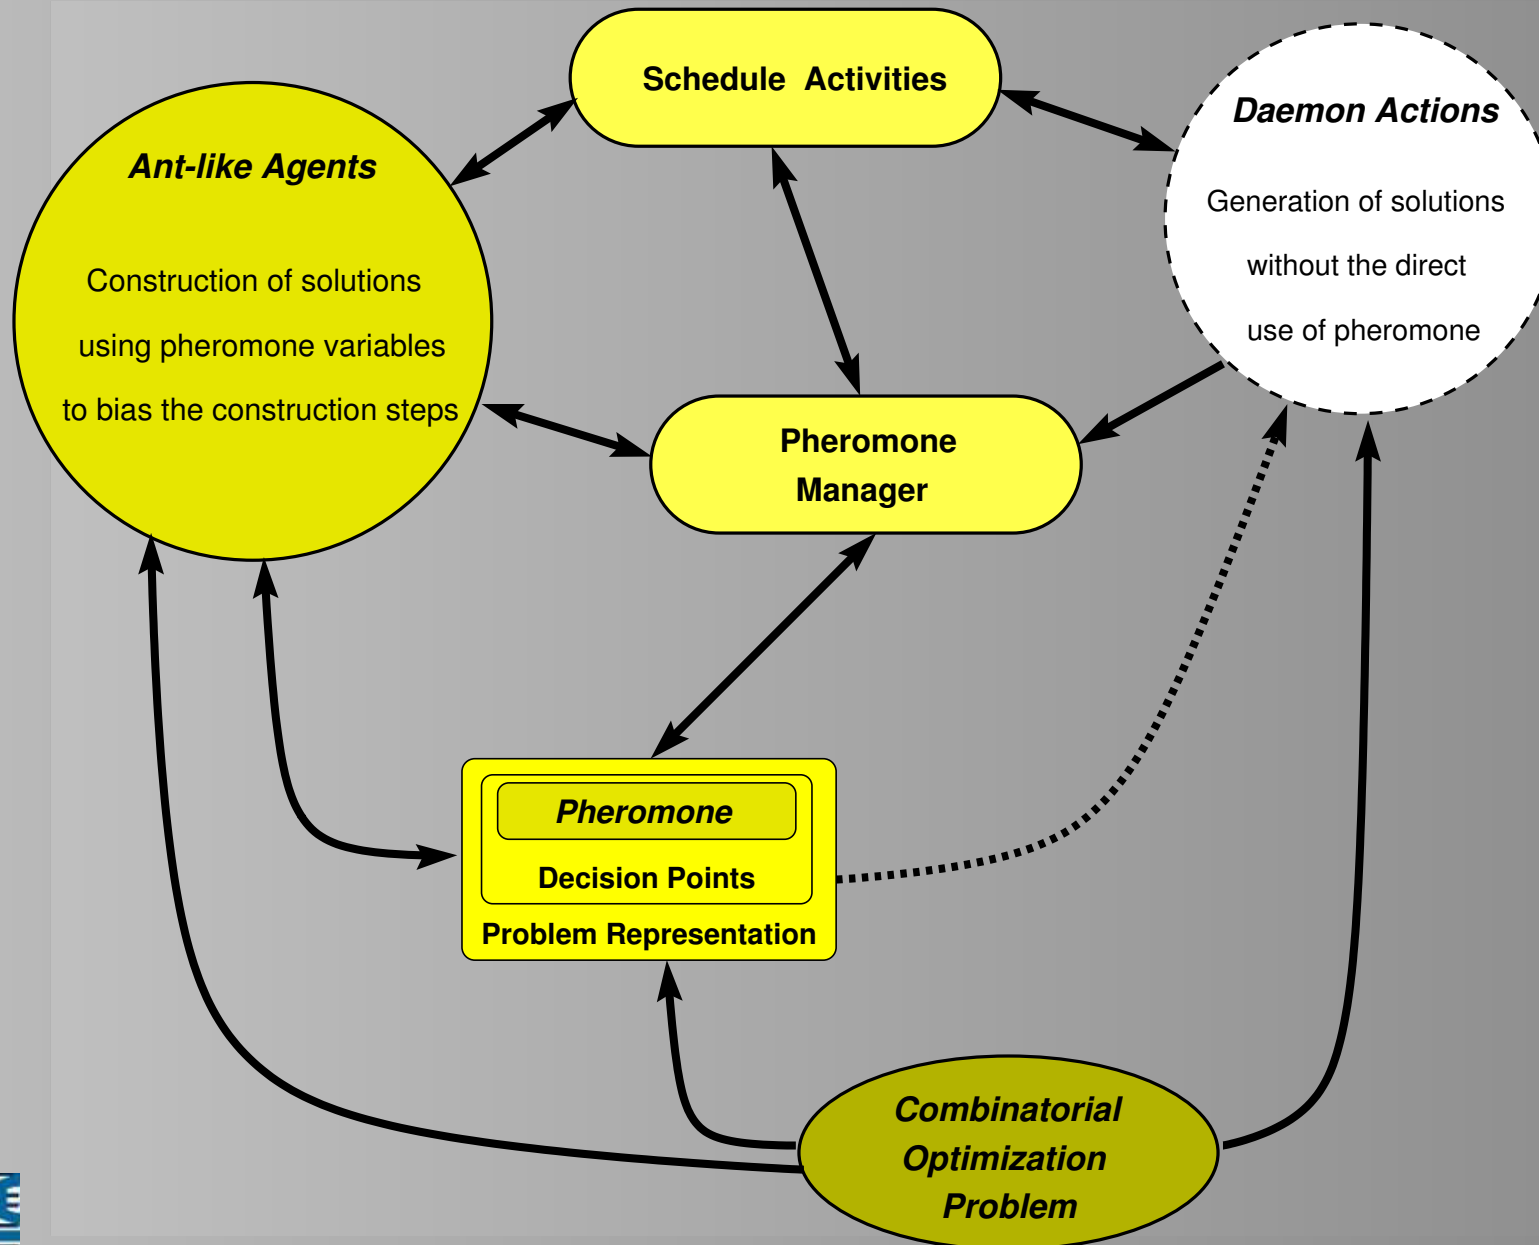 Schedule Activities
Daemon Actions
Generation of solutions
without the direct
use of pheromone
Ant-like Agents
Construction of solutions
using pheromone variables
to bias the construction steps
Pheromone
Manager
Pheromone
Decision Points
Problem Representation
Combinatorial
Optimization
Problem